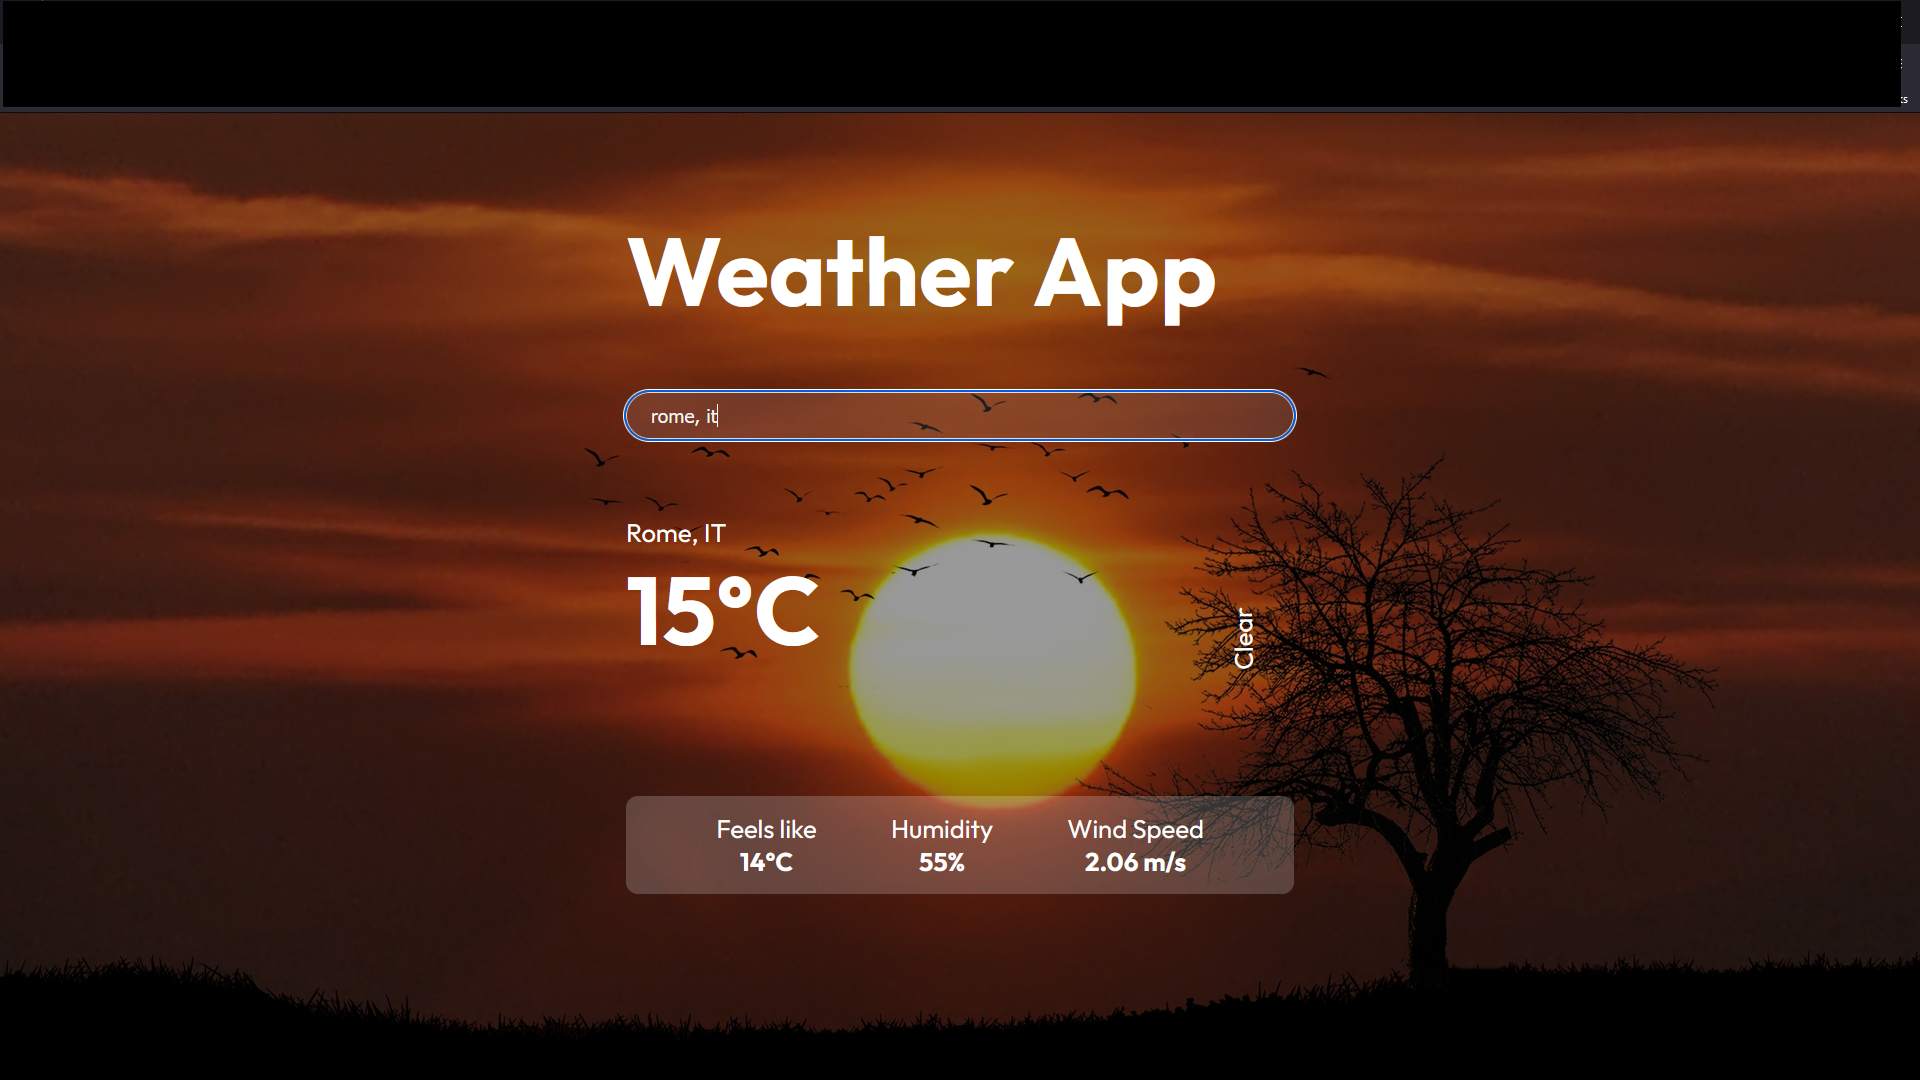 Weather App
rome, it
Rome, IT
15°C
Clear
Feels like
14°C
Humidity
55%
Wind Speed
2.06 m/s